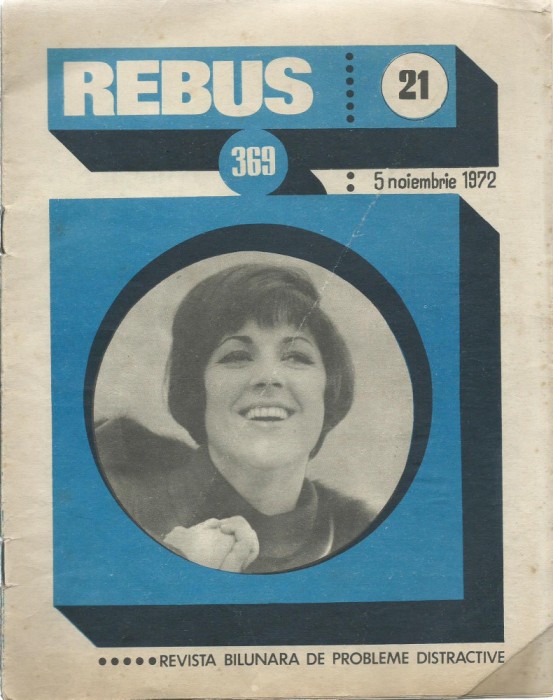 REBUS
21
369
5 noiembrie 1972
REVISTA BILUNARA DE PROBLEME DISTRACTIVE